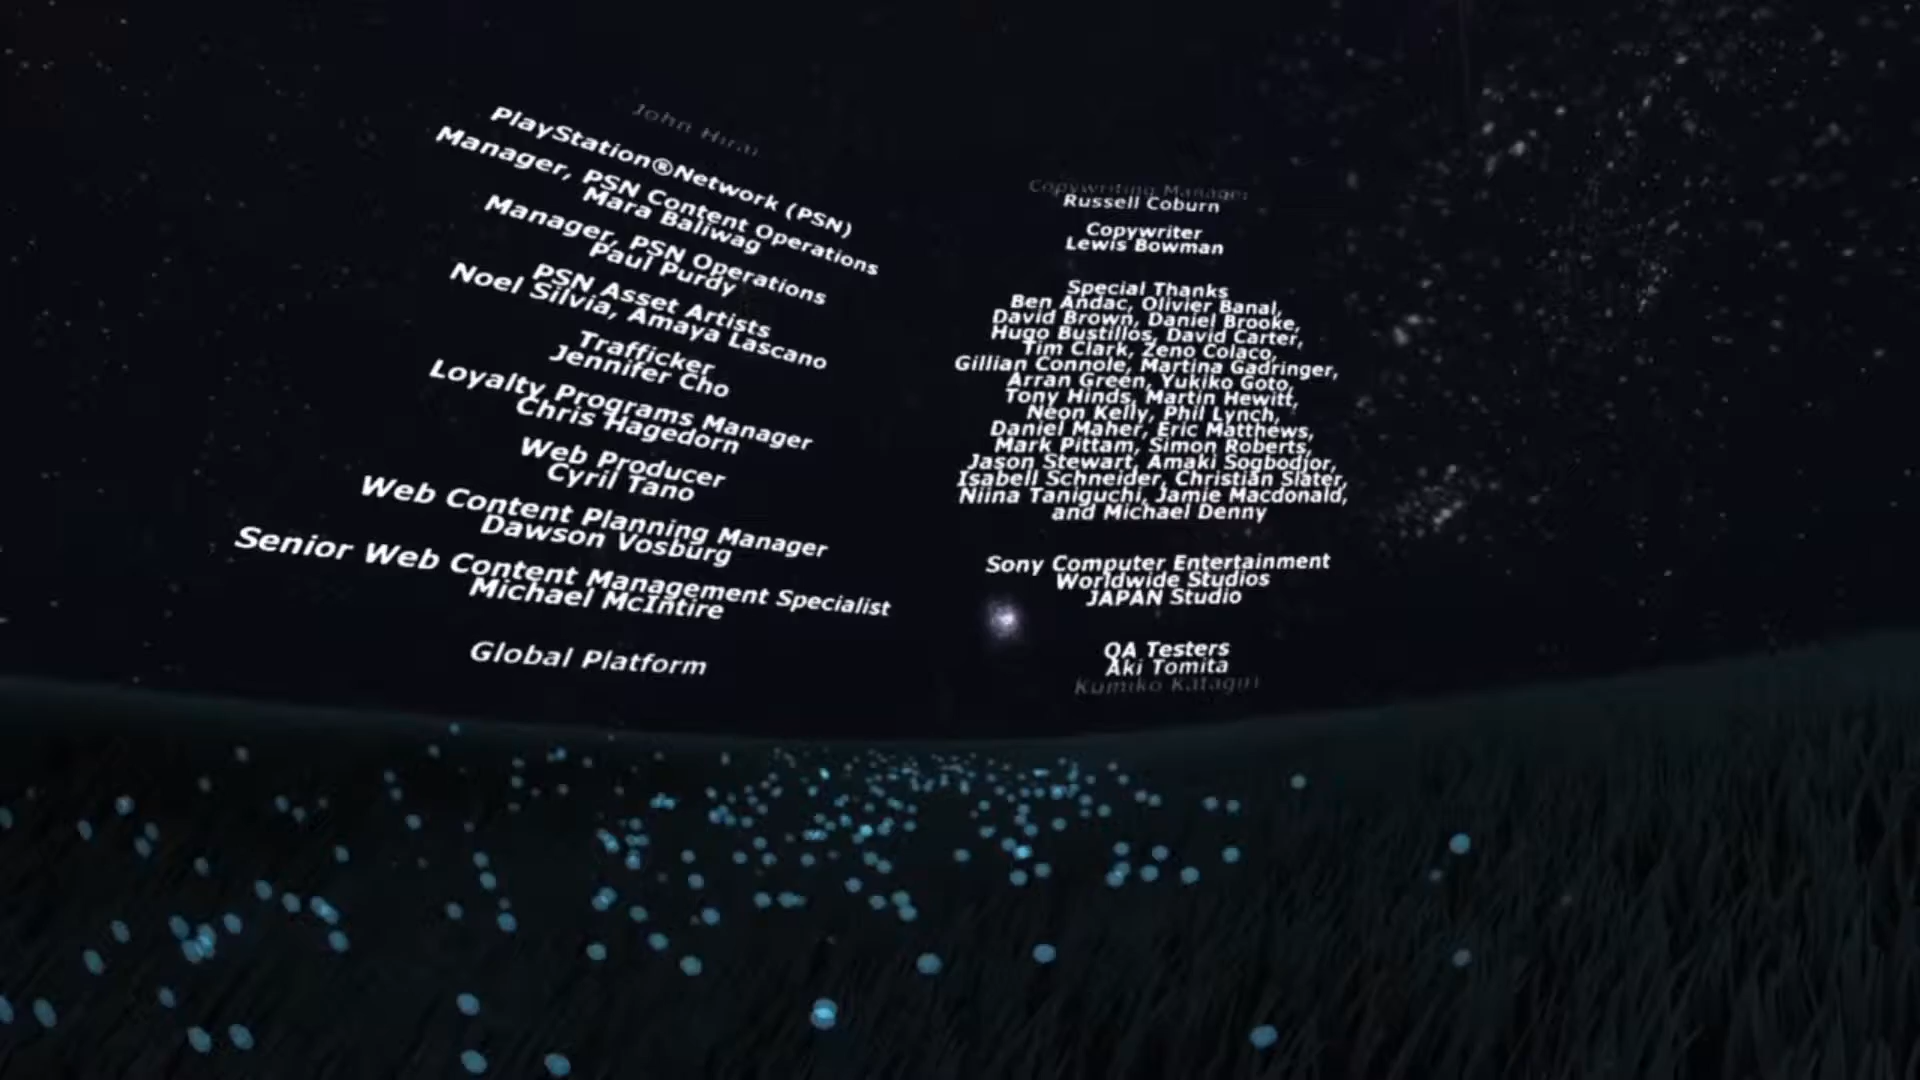 John Hirai
PlayStation®Network (PSN)
Manager, PSN Content Operations
Mara Baliwag
Manager, PSN Operations
Paul Purdy
PSN Asset Artists
Noel Silvia, Amaya Lascano
Trafficker
Jennifer Cho
Loyalty Programs Manager
Chris Hagedorn
Web Producer
Cyril Tano
Web Content Planning Manager
Dawson Vosburg
Senior Web Content Management Specialist
Michael McIntire
Global Platform
Copywriting Manager
Russell Coburn
Copywriter
Lewis Bowman
Special Thanks
Ben Andac, Olivier Banal,
David Brown, Daniel Brooke,
Hugo Bustillos, David Carter,
Tim Clark, Zeno Colaco,
Gillian Connole, Martina Gadringer,
Arran Green, Yukiko Goto,
Tony Hinds, Martin Hewitt,
Neon Kelly, Phil Lynch,
Daniel Maher, Eric Matthews,
Mark Pittam, Simon Roberts,
Jason Stewart, Amaki Sogbodjor,
Isabell Schneider, Christian Slater,
Niina Taniguchi, Jamie Macdonald,
and Michael Denny
Sony Computer Entertainment
Worldwide Studios
JAPAN Studio
QA Testers
Aki Tomita
Kumiko Katagiri